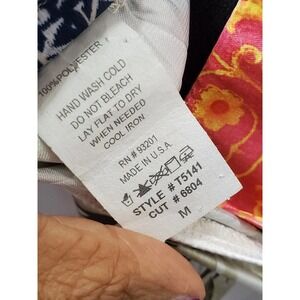 100% POLYESTER
HAND WASH COLD
DO NOT BLEACH
LAY FLAT TO DRY
WHEN NEEDED
COOL IRON
RN # 93201
MADE IN U.S.A.
STYLE # T5141
CUT # 6804
M